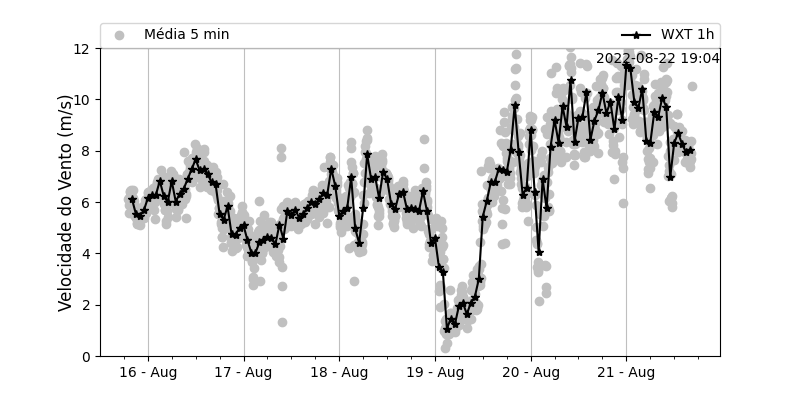 Média 5 min
WXT 1h
2022-08-22 19:04
Velocidade do Vento (m/s)
12
10
8
6
4
2
0
16 - Aug
17 - Aug
18 - Aug
19 - Aug
20 - Aug
21 - Aug